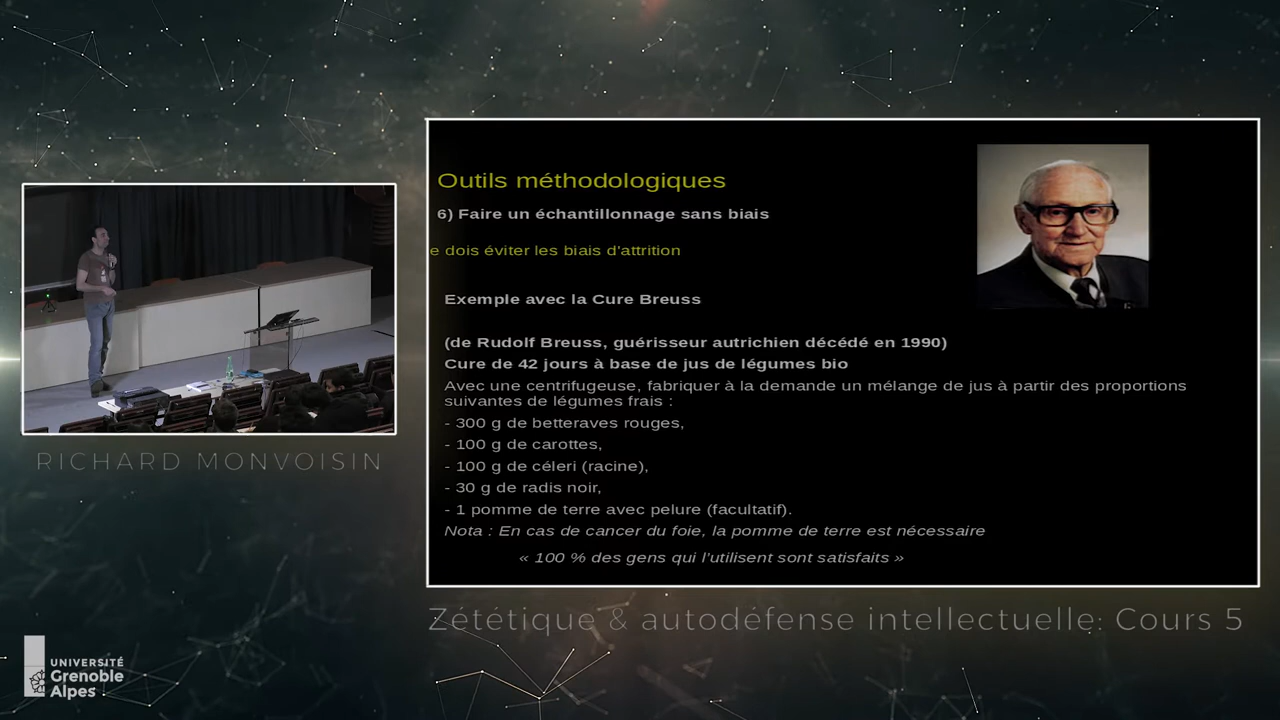 Outils méthodologiques
6) Faire un échantillonnage sans biais
e dois éviter les biais d'attrition
Exemple avec la Cure Breuss
(de Rudolf Breuss, guérisseur autrichien décédé en 1990)
Cure de 42 jours à base de jus de légumes bio
Avec une centrifugeuse, fabriquer à la demande un mélange de jus à partir des proportions
suivantes de légumes frais :
- 300 g de betteraves rouges,
- 100 g de carottes,
- 100 g de céleri (racine),
- 30 g de radis noir,
- 1 pomme de terre avec pelure (facultatif).
Nota : En cas de cancer du foie, la pomme de terre est nécessaire
« 100 % des gens qui l'utilisent sont satisfaits »
RICHARD MONVOISIN
Zététique & autodéfense intellectuelle: Cours 5
UNIVERSITÉ
Grenoble
Alpes